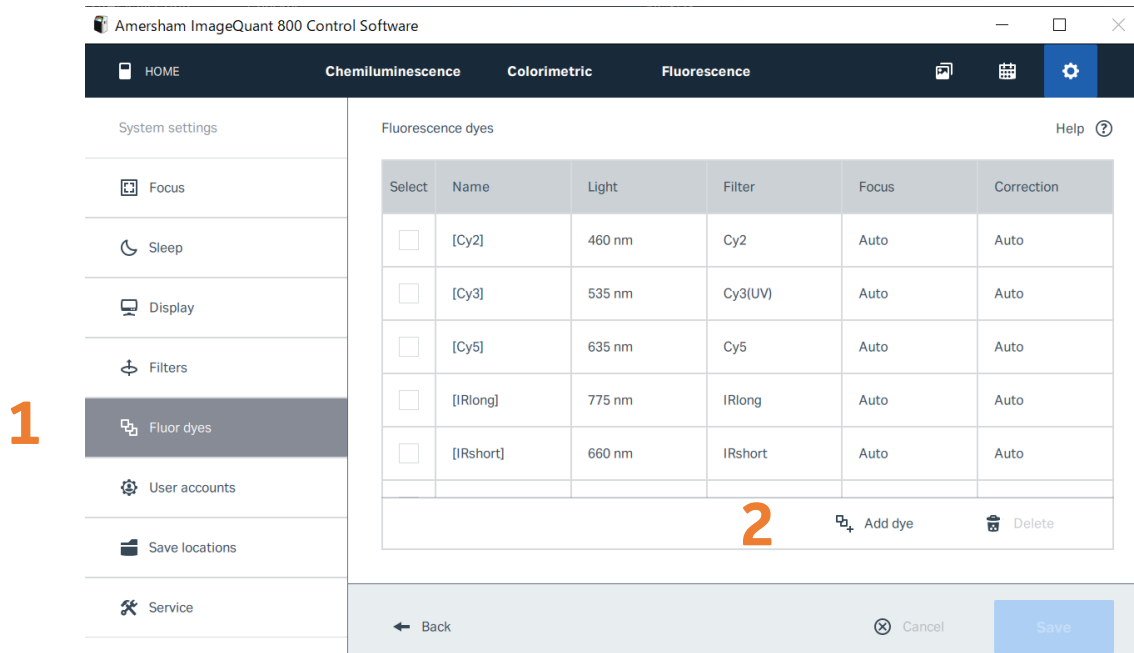 Amersham ImageQuant 800 Control Software
HOME Chemiluminescence Colorimetric Fluorescence
System settings
Focus
Sleep
Display
Filters
1
Fluor dyes
User accounts
Save locations
Service
Fluorescence dyes Help ?
Select Name Light Filter Focus Correction
[Cy2] 460 nm Cy2 Auto Auto
[Cy3] 535 nm Cy3(UV) Auto Auto
[Cy5] 635 nm Cy5 Auto Auto
[IRlong] 775 nm IRlong Auto Auto
[IRshort] 660 nm IRshort Auto Auto
2 Add dye Delete
Back Cancel Save